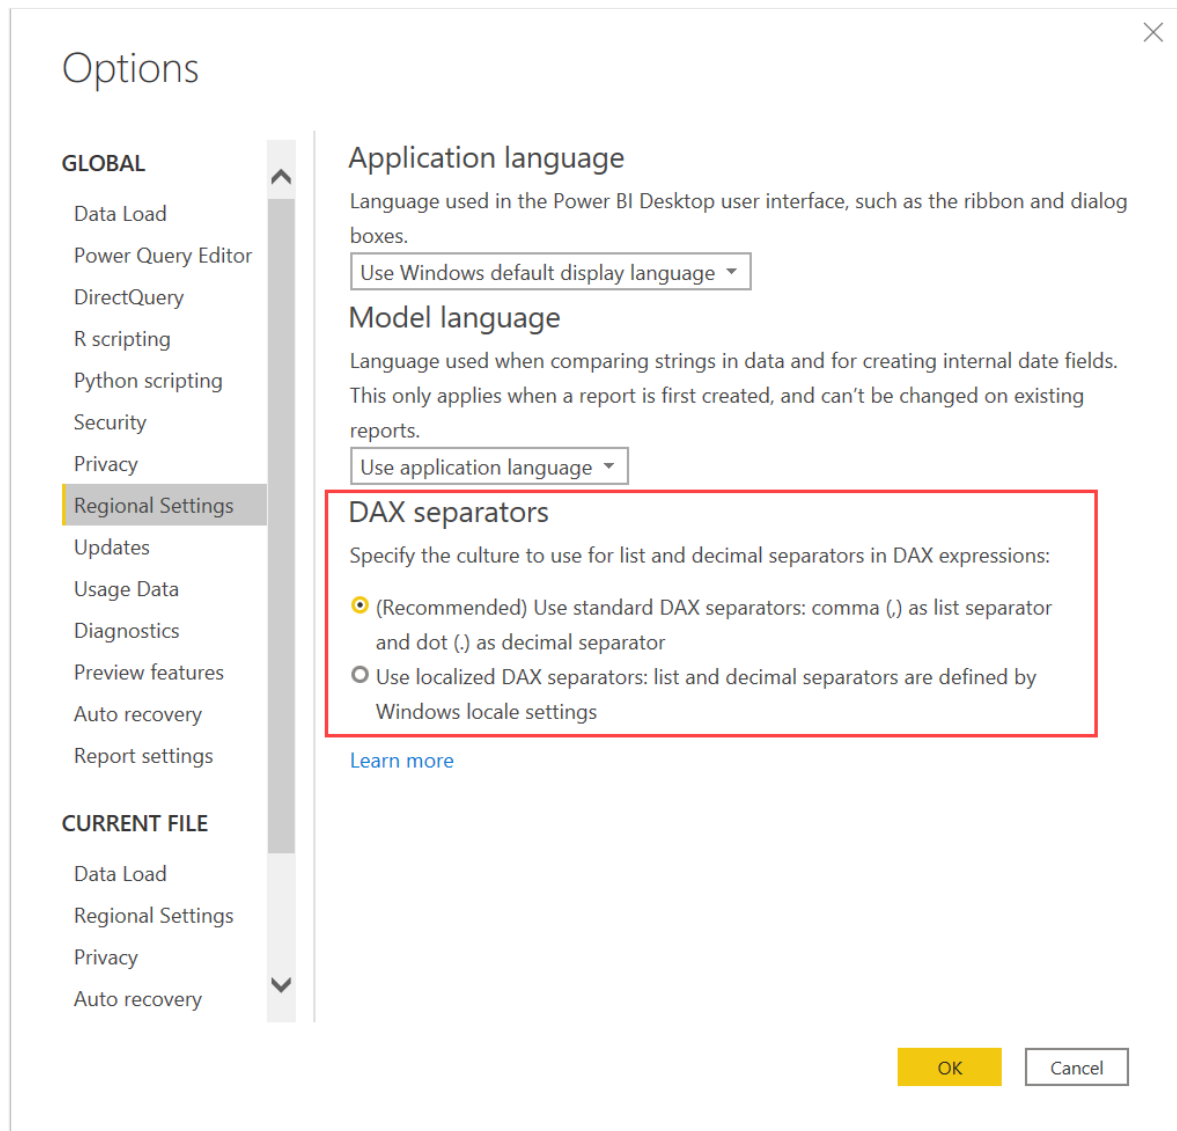 Options
GLOBAL
Data Load
Power Query Editor
DirectQuery
R scripting
Python scripting
Security
Privacy
Regional Settings
Updates
Usage Data
Diagnostics
Preview features
Auto recovery
Report settings
CURRENT FILE
Data Load
Regional Settings
Privacy
Auto recovery
Application language
Language used in the Power BI Desktop user interface, such as the ribbon and dialog
boxes.
Use Windows default display language
Model language
Language used when comparing strings in data and for creating internal date fields.
This only applies when a report is first created, and can’t be changed on existing
reports.
Use application language
DAX separators
Specify the culture to use for list and decimal separators in DAX expressions:
(Recommended) Use standard DAX separators: comma (,) as list separator
and dot (.) as decimal separator
Use localized DAX separators: list and decimal separators are defined by
Windows locale settings
Learn more
OK
Cancel